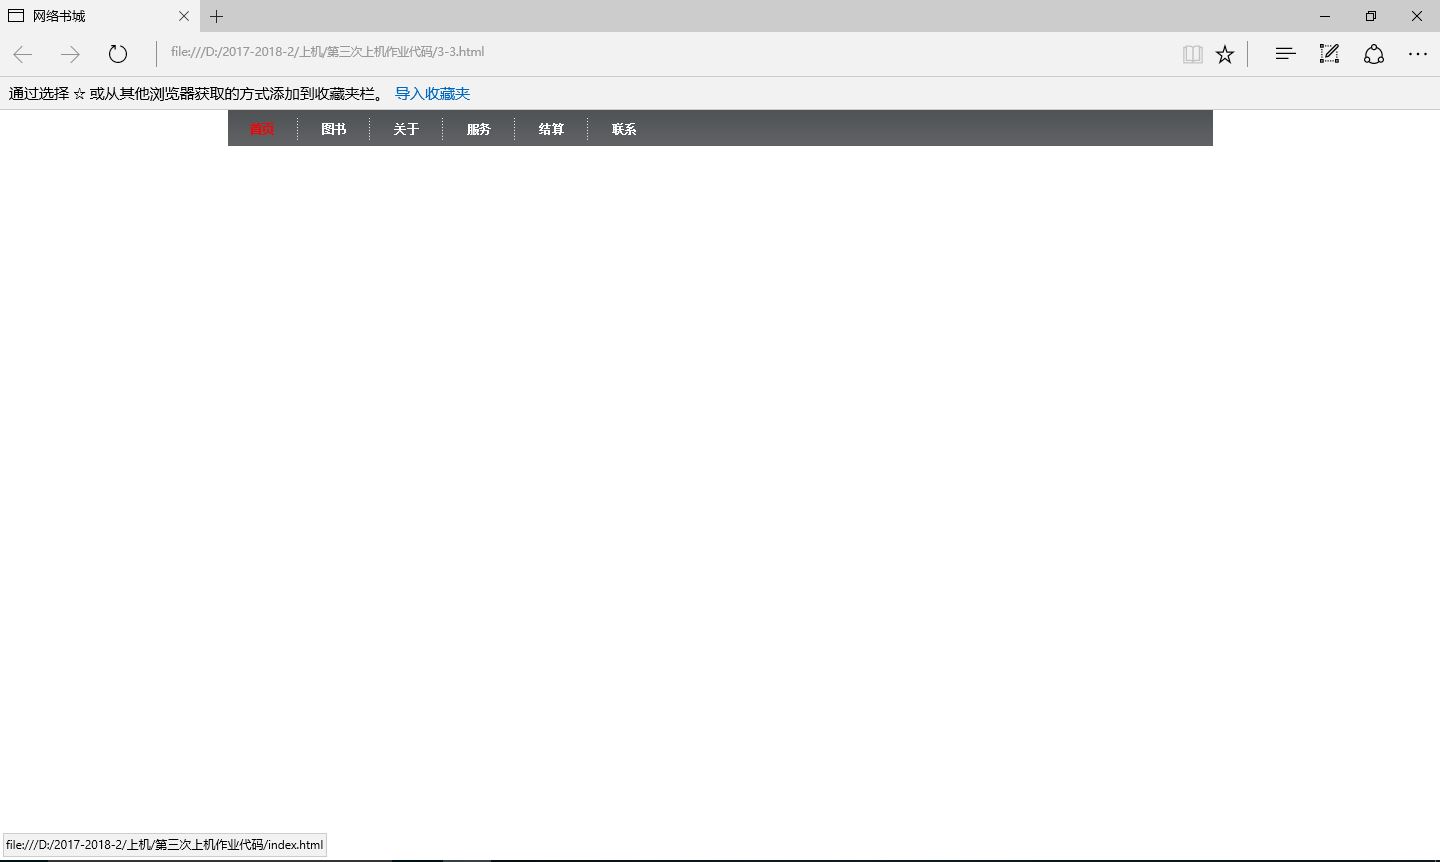 网络书城
file:///D:/2017-2018-2/上机/第三次上机作业代码/3-3.html
通过选择 ☆ 或从其他浏览器获取的方式添加到收藏夹栏。 导入收藏夹
首页 图书 关于 服务 结算 联系
file:///D:/2017-2018-2/上机/第三次上机作业代码/index.html